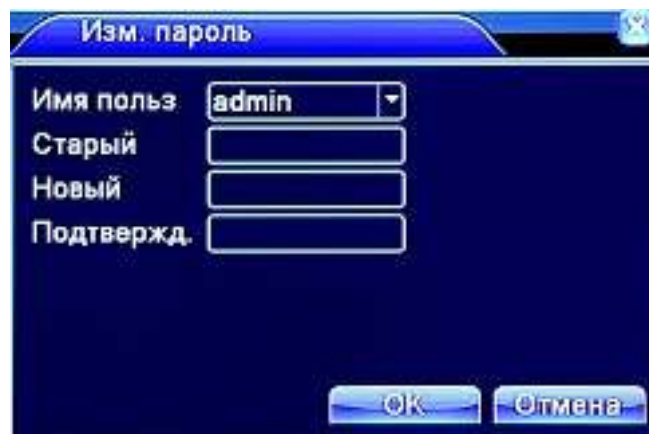 Изм. пароль
Имя польз admin
Старый
Новый
Подтвержд.
OK Отмена